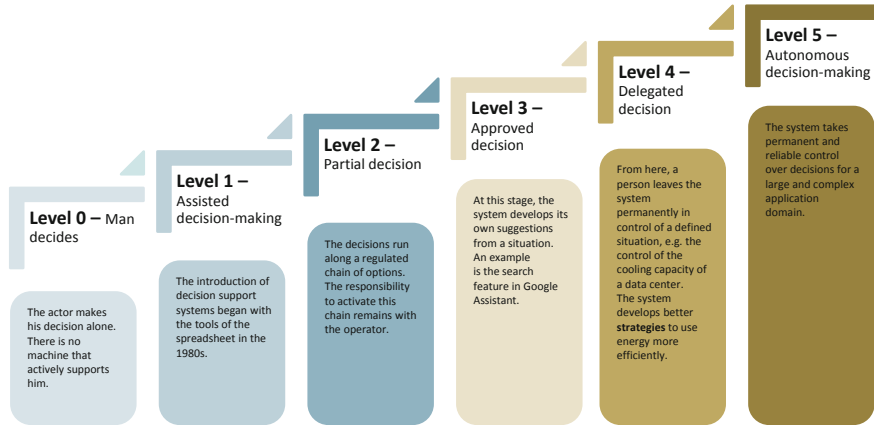 Level 0 – Man
decides
The actor makes
his decision alone.
There is no
machine that
actively supports
him.
Level 1 –
Assisted
decision-making
The introduction of
decision support
systems began with
the tools of the
spreadsheet in the
1980s.
Level 2 –
Partial decision
The decisions run
along a regulated
chain of options.
The responsibility
to activate this
chain remains with
the operator.
Level 3 –
Approved
decision
At this stage, the
system develops its
own suggestions
from a situation.
An example
is the search
feature in Google
Assistant.
Level 4 –
Delegated
decision
From here, a
person leaves the
system
permanently in
control of a defined
situation, e.g. the
control of the
cooling capacity of
a data center.
The system
develops better
strategies to use
energy more
efficiently.
Level 5 –
Autonomous
decision-making
The system takes
permanent and
reliable control
over decisions for a
large and complex
application
domain.